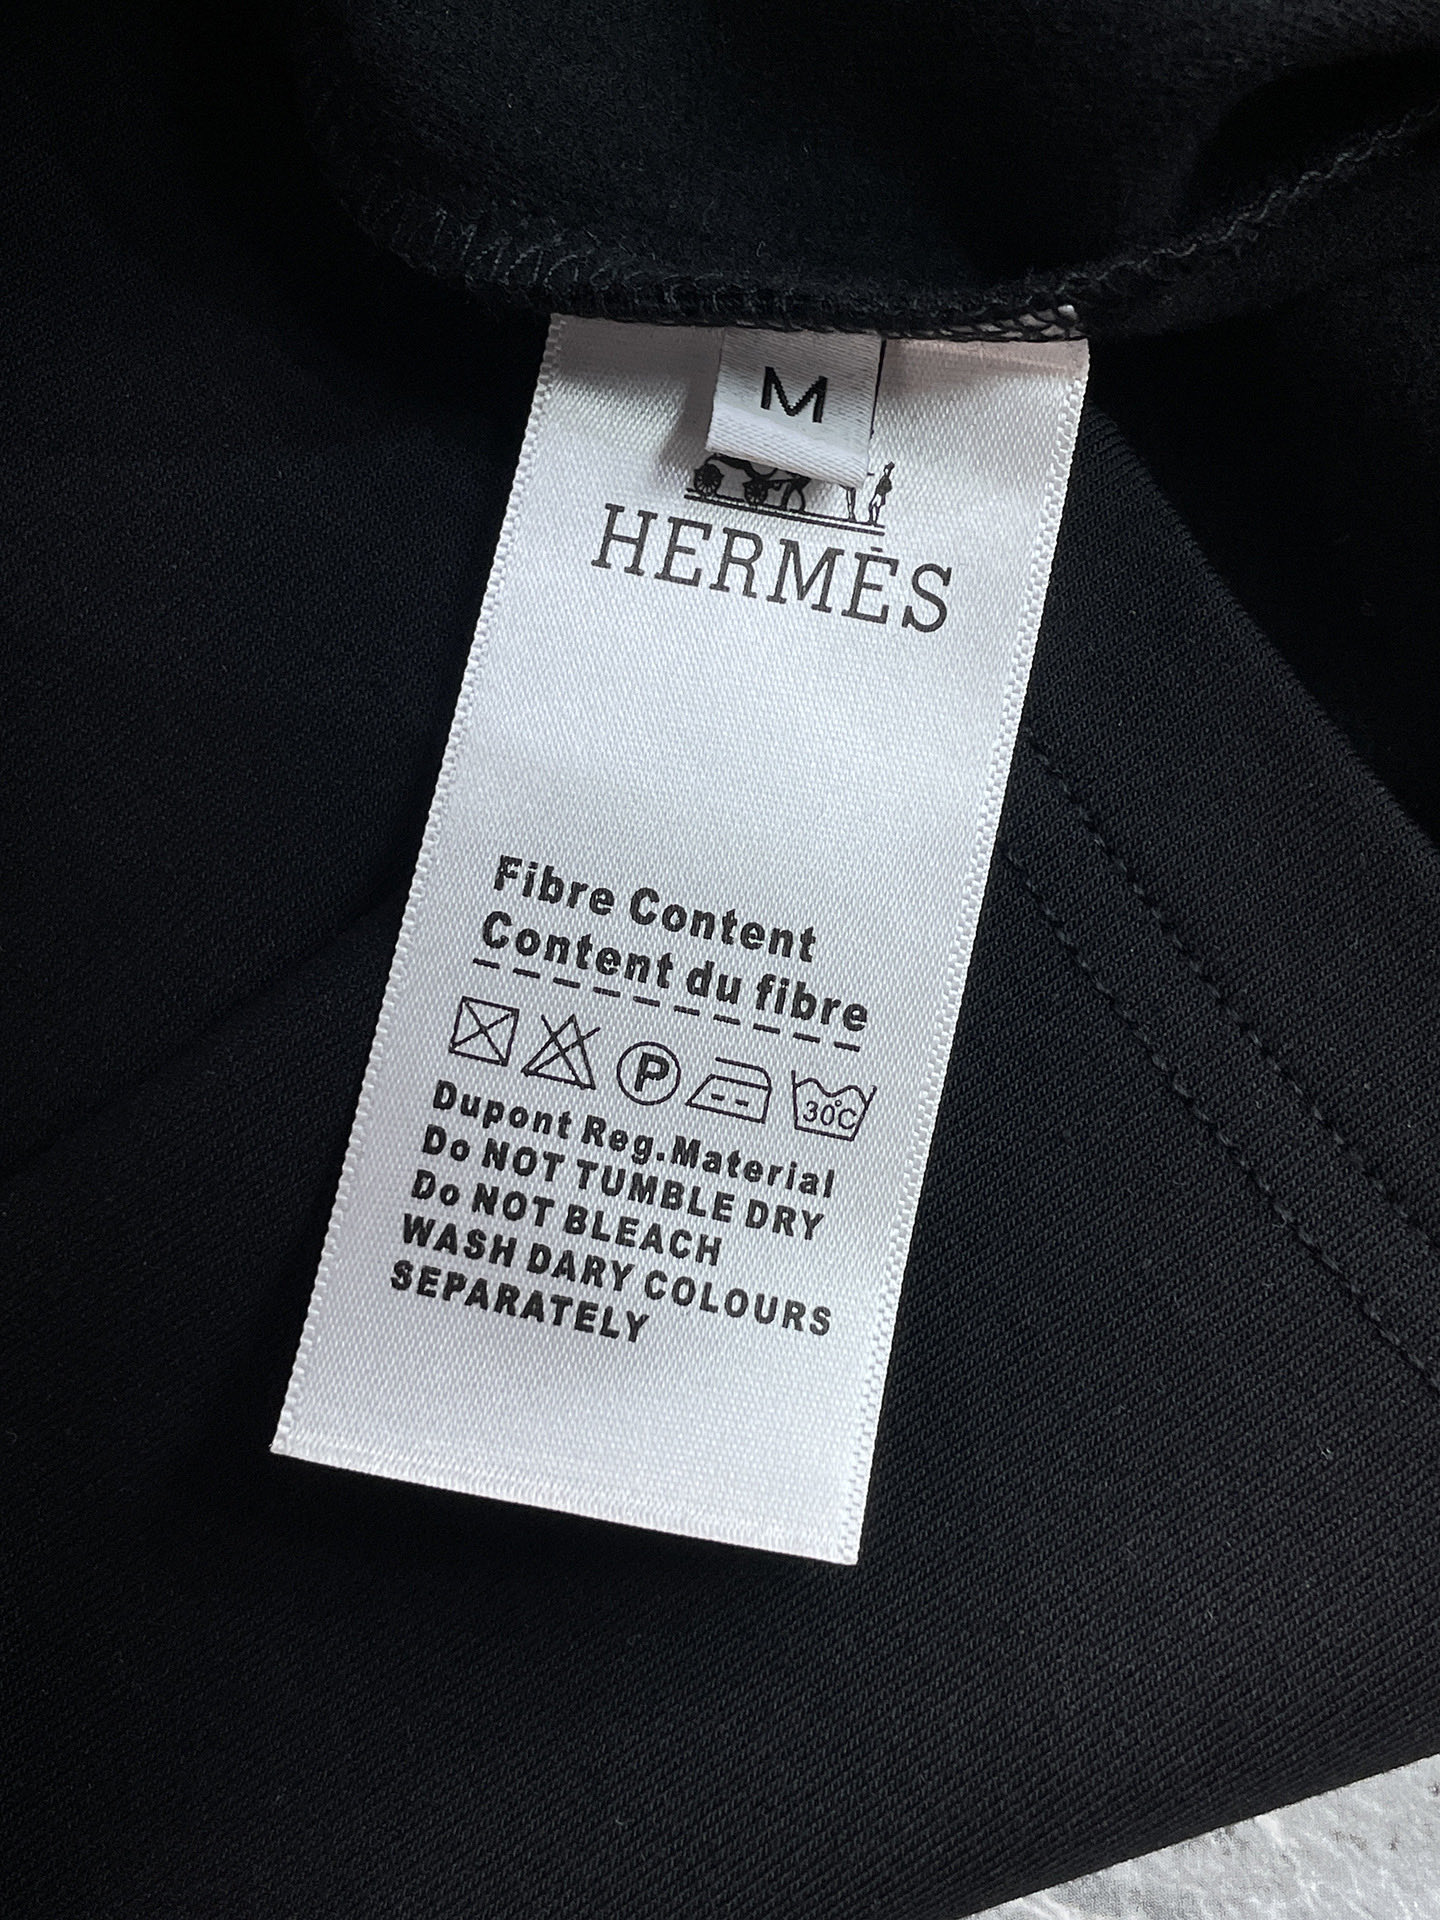 M
HERMÈS
Fibre Content
Content du fibre
P
30°C
Dupont Reg.Material
Do NOT TUMBLE DRY
Do NOT BLEACH
WASH DARY COLOURS
SEPARATELY